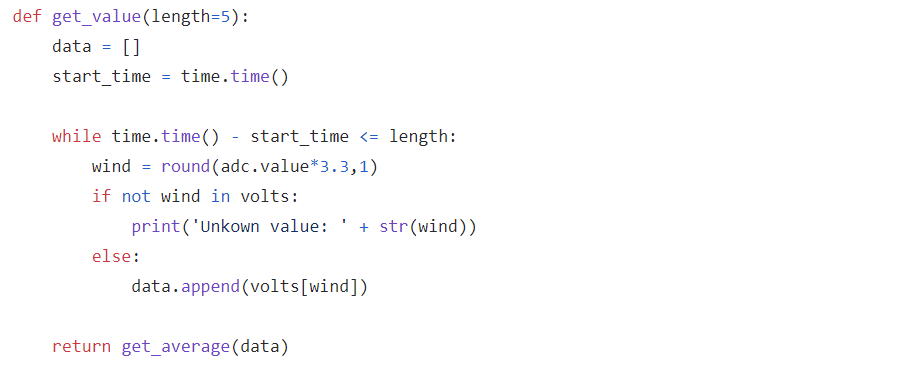 def get_value(length=5):
    data = []
    start_time = time.time()

    while time.time() - start_time <= length:
        wind = round(adc.value*3.3,1)
        if not wind in volts:
            print('Unkown value: ' + str(wind))
        else:
            data.append(volts[wind])

    return get_average(data)